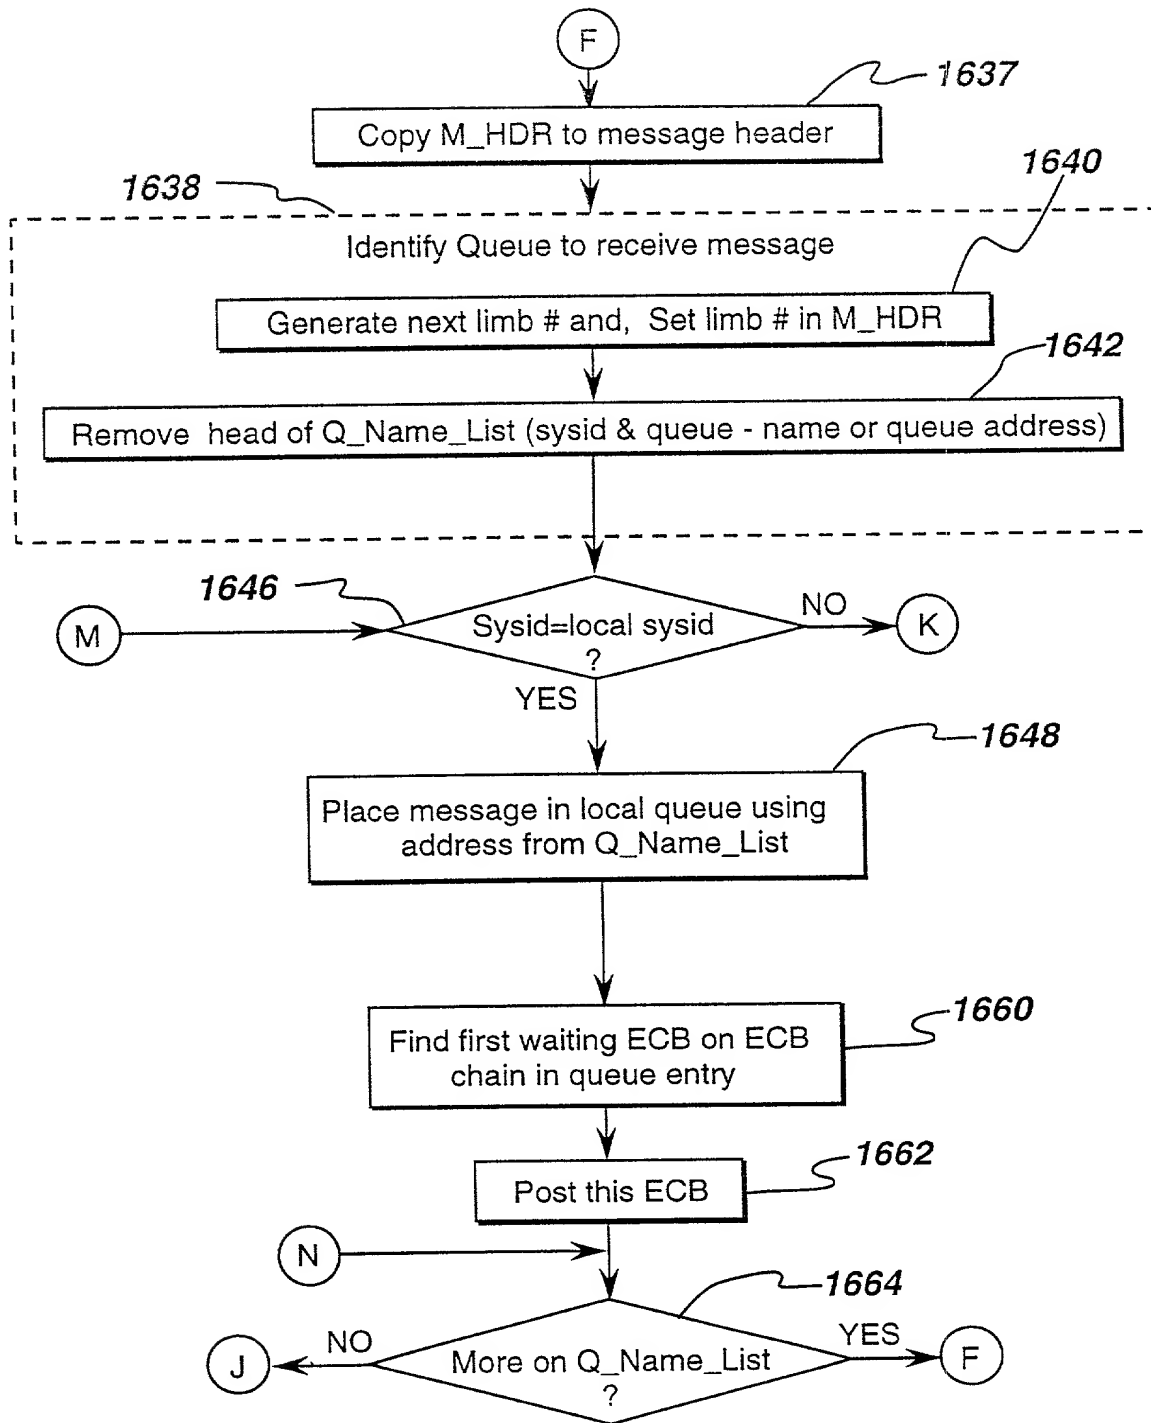 F
1637
Copy M_HDR to message header
1638
1640
Identify Queue to receive message
Generate next limb # and, Set limb # in M_HDR
1642
Remove head of Q_Name_List (sysid & queue - name or queue address)
1646
M
Sysid=local sysid
?
NO
K
YES
1648
Place message in local queue using
address from Q_Name_List
1660
Find first waiting ECB on ECB
chain in queue entry
1662
Post this ECB
N
1664
J
NO
More on Q_Name_List
?
YES
F